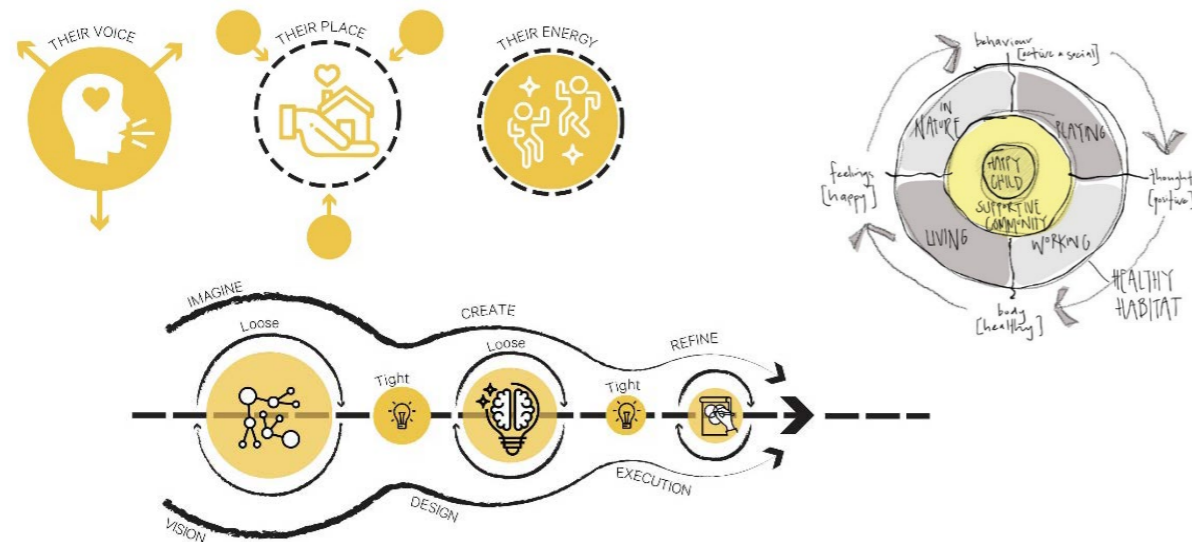 THEIR VOICE
THEIR PLACE
THEIR ENERGY
behaviour
[active & social]
IN
NATURE
PLAYING
feelings
[happy]
HAPPY
CHILD
thought
[positive]
SUPPORTIVE
COMMUNITY
LIVING
WORKING
HEALTHY
HABITAT
body
[healthy]
IMAGINE
CREATE
REFINE
Loose
Tight
Loose
Tight
VISION
DESIGN
EXECUTION